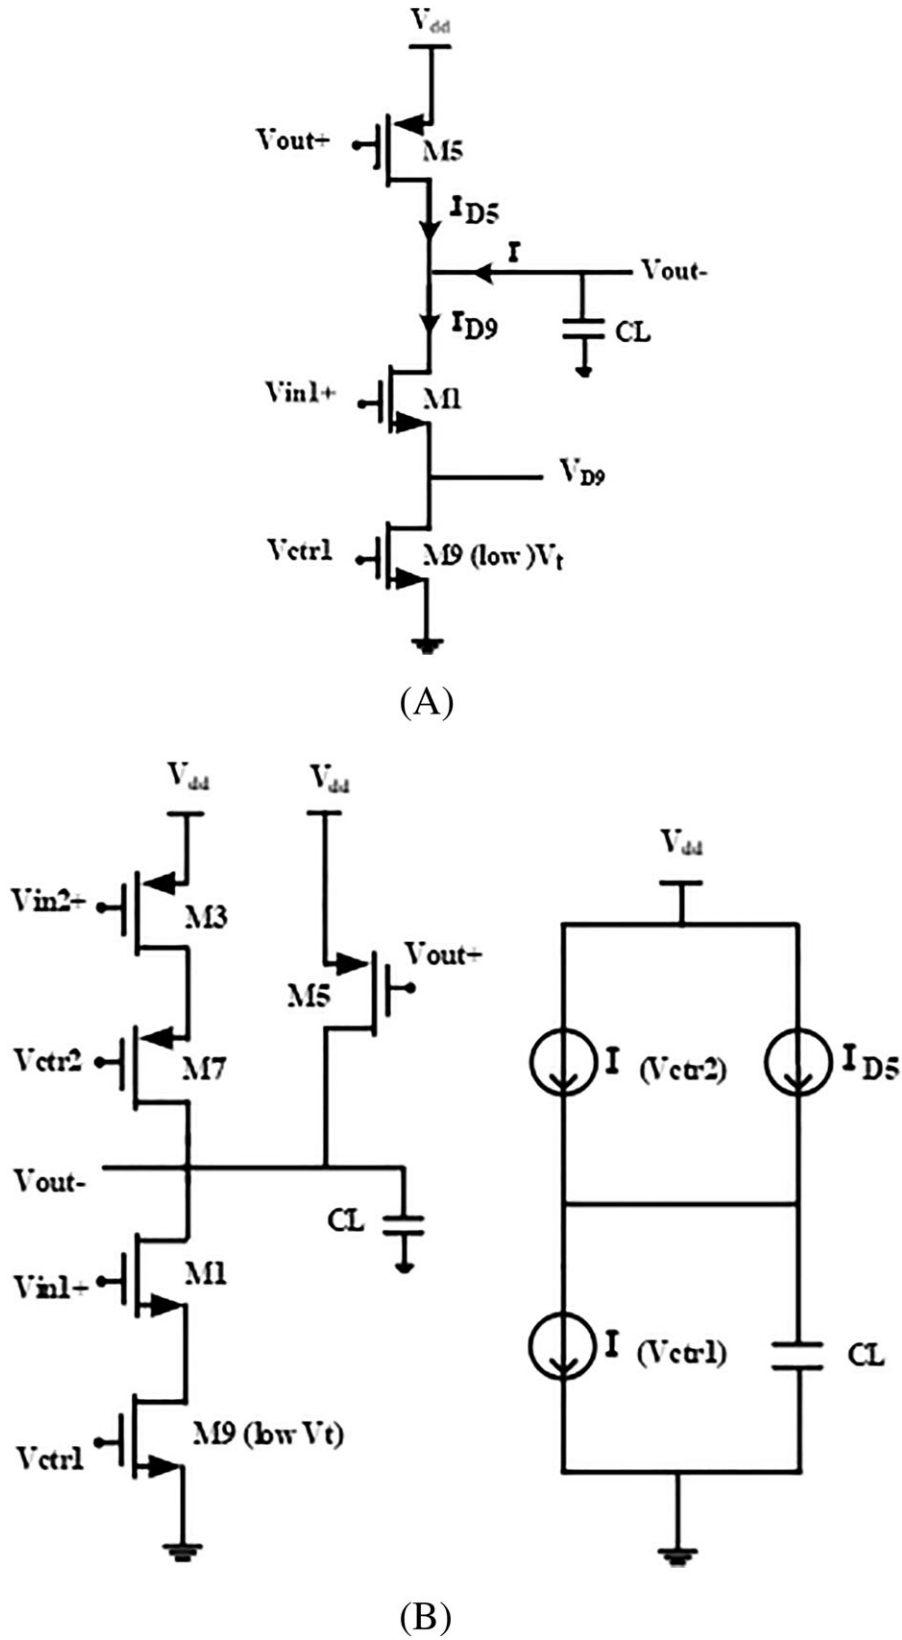 Vdd
Vout+
M5
ID5
I
Vout-
CL
ID9
Vin1+
M1
VD9
Vctr1
M9 (low )Vt
(A)
Vdd
Vdd
Vdd
Vin2+
M3
Vout+
M5
Vctr2
M7
I (Vctr2)
ID5
Vout-
CL
Vin1+
M1
I (Vctr1)
CL
Vctr1
M9 (low Vt)
(B)